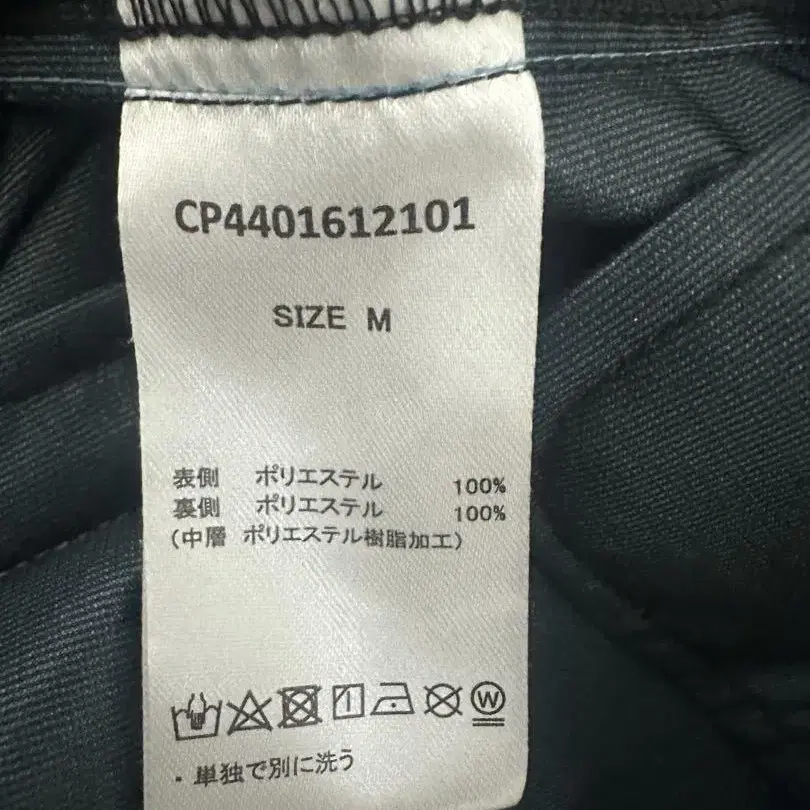 CP4401612101
SIZE M
表側 ポリエステル 100%
裏側 ポリエステル 100%
(中層 ポリエステル樹脂加工)
W
・単独で別に洗う